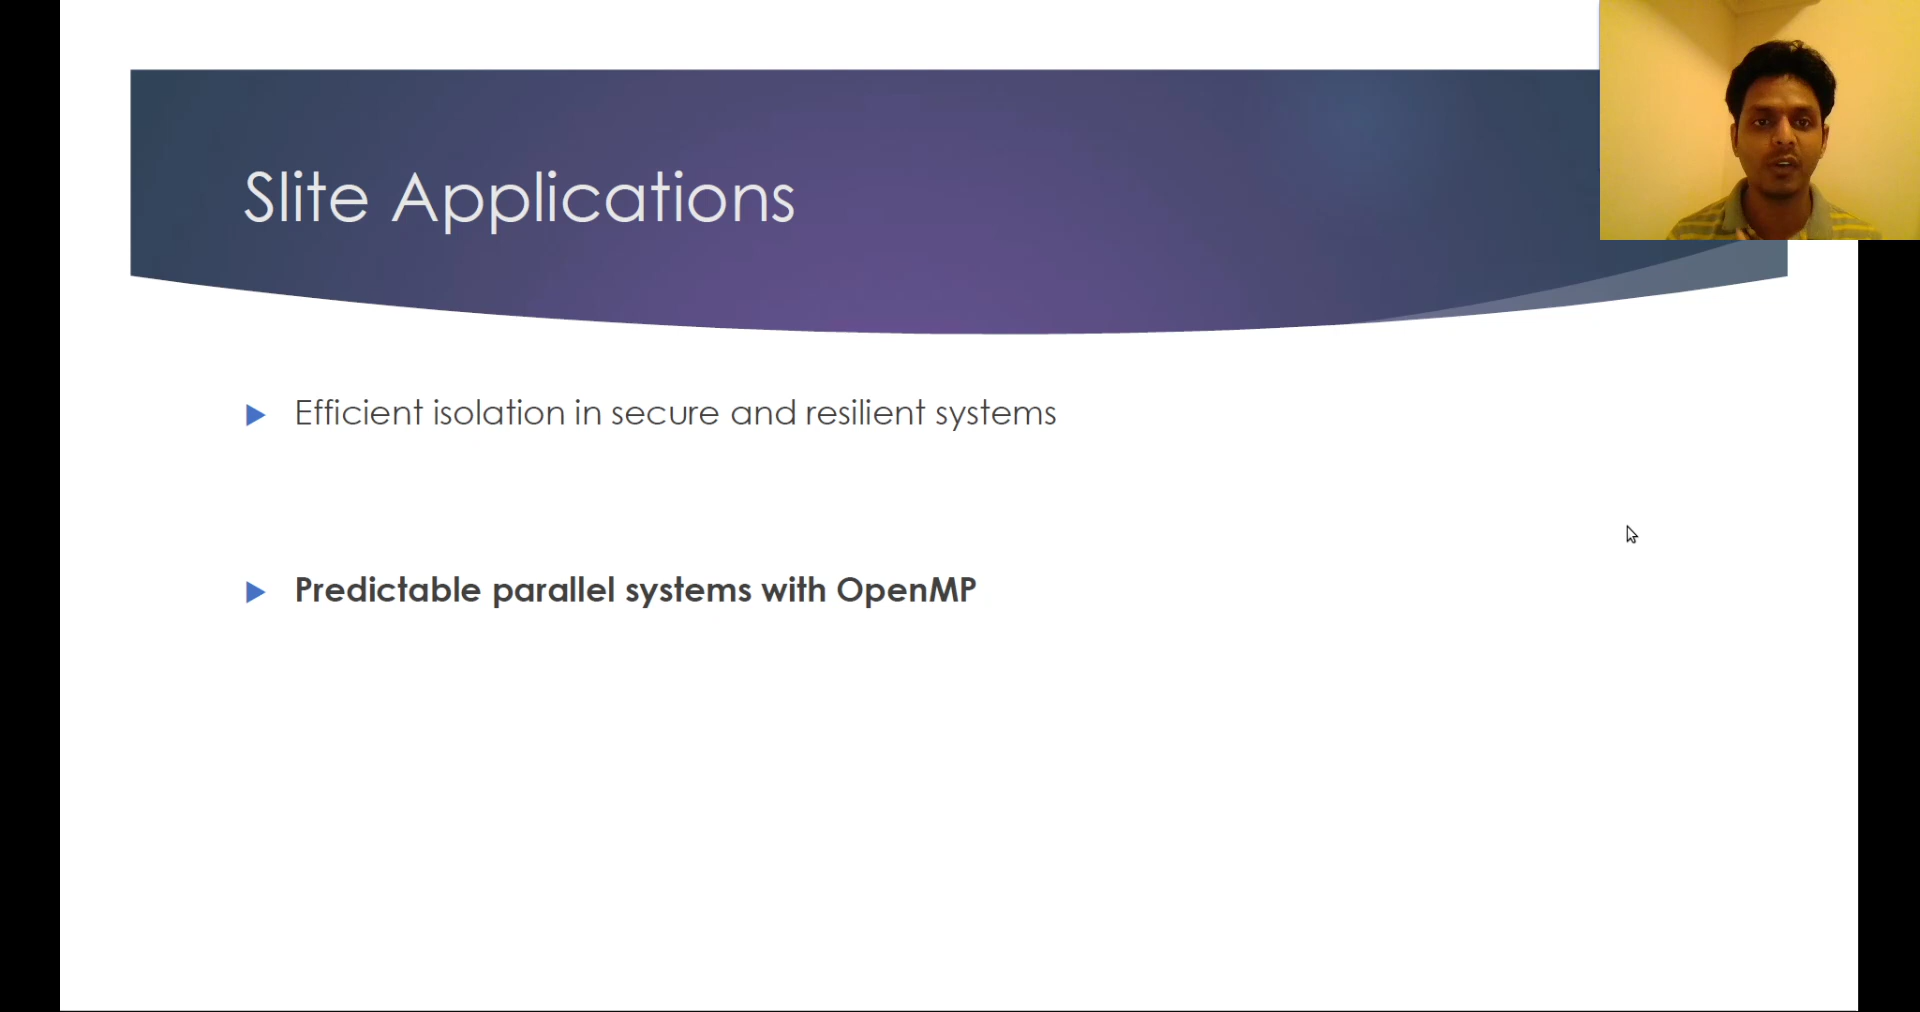 Slite Applications
Efficient isolation in secure and resilient systems
Predictable parallel systems with OpenMP